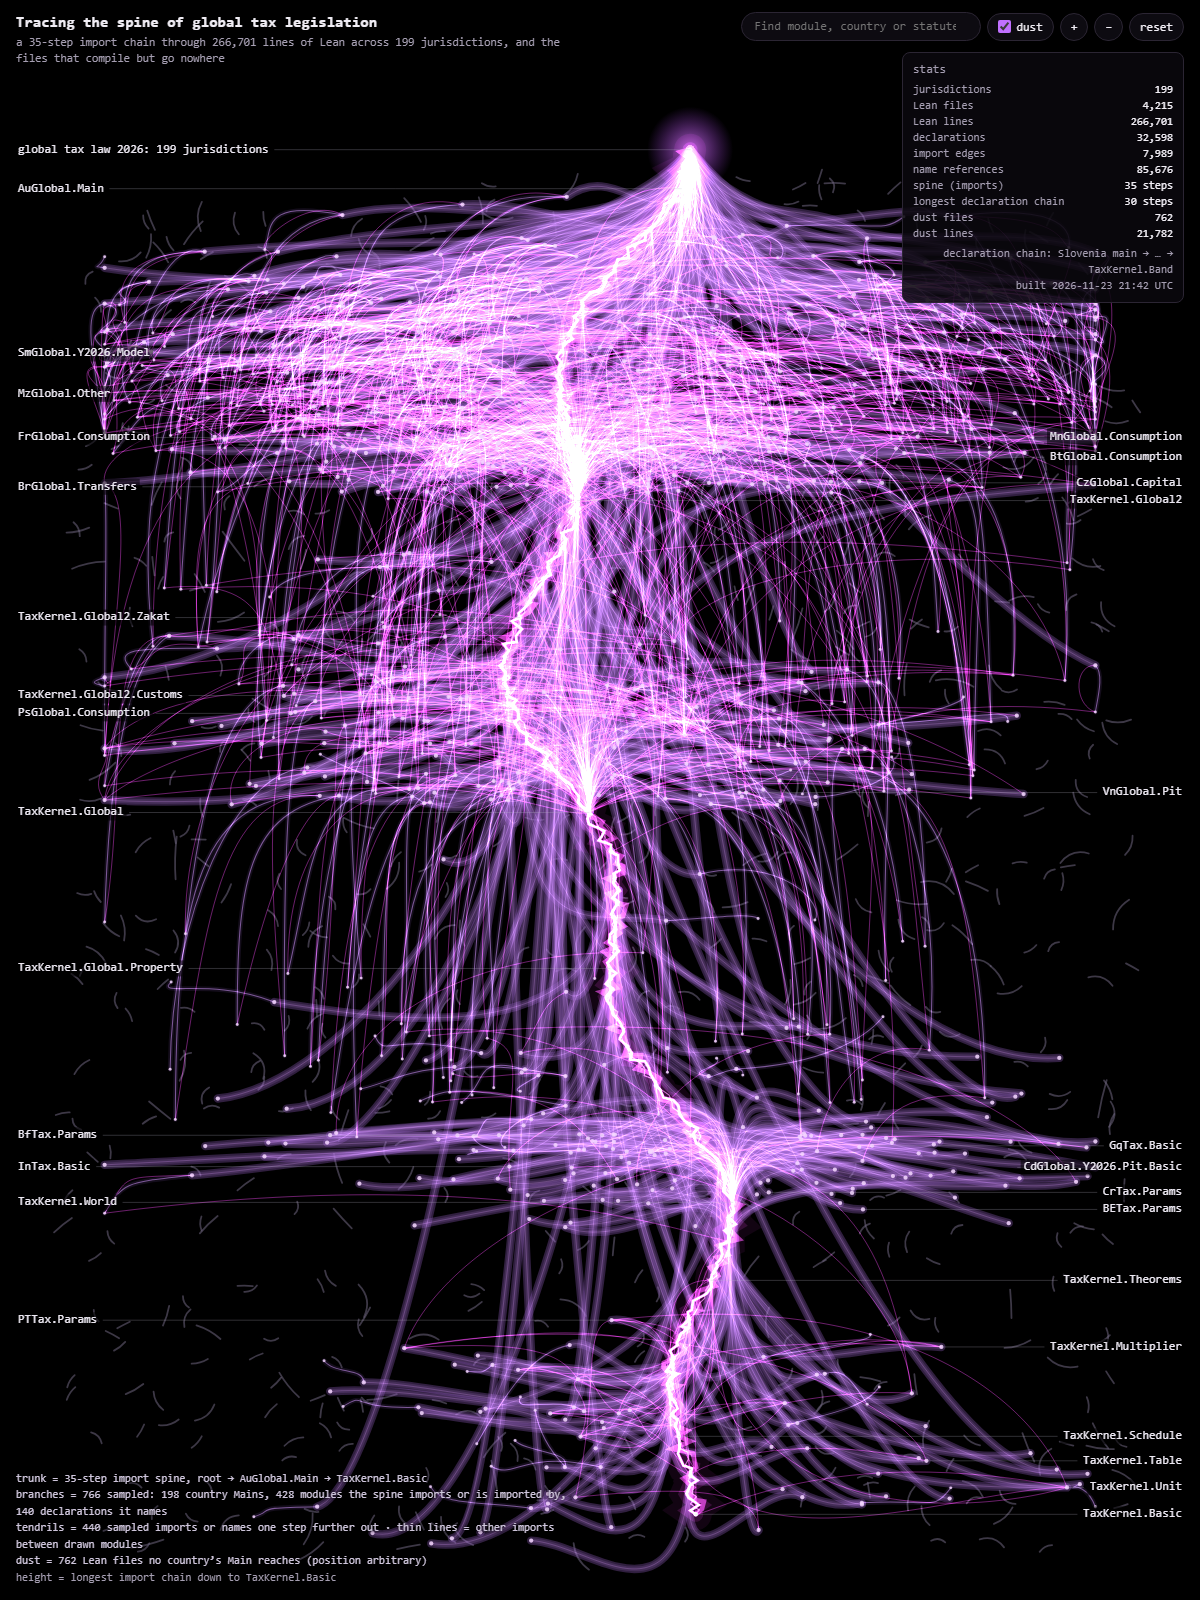 Tracing the spine of global tax legislation
a 35-step import chain through 266,701 lines of Lean across 199 jurisdictions, and the
files that compile but go nowhere
Find module, country or statute
dust
+
−
reset
stats
jurisdictions 199
Lean files 4,215
Lean lines 266,701
declarations 32,598
import edges 7,989
name references 85,676
spine (imports) 35 steps
longest declaration chain 30 steps
dust files 762
dust lines 21,782
declaration chain: Slovenia main → … →
TaxKernel.Band
built 2026-11-23 21:42 UTC
global tax law 2026: 199 jurisdictions
AuGlobal.Main
SmGlobal.Y2026.Model
MzGlobal.Other
FrGlobal.Consumption
MnGlobal.Consumption
BtGlobal.Consumption
BrGlobal.Transfers
CzGlobal.Capital
TaxKernel.Global2
TaxKernel.Global2.Zakat
TaxKernel.Global2.Customs
PsGlobal.Consumption
VnGlobal.Pit
TaxKernel.Global
TaxKernel.Global.Property
BfTax.Params
GqTax.Basic
InTax.Basic
CdGlobal.Y2026.Pit.Basic
CrTax.Params
TaxKernel.World
BETax.Params
TaxKernel.Theorems
PTTax.Params
TaxKernel.Multiplier
TaxKernel.Schedule
TaxKernel.Table
TaxKernel.Unit
TaxKernel.Basic
trunk = 35-step import spine, root → AuGlobal.Main → TaxKernel.Basic
branches = 766 sampled: 198 country Mains, 428 modules the spine imports or is imported by,
140 declarations it names
tendrils = 440 sampled imports or names one step further out · thin lines = other imports
between drawn modules
dust = 762 Lean files no country’s Main reaches (position arbitrary)
height = longest import chain down to TaxKernel.Basic